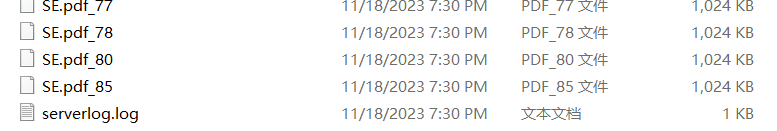 SE.pdf_77 11/18/2023 7:30 PM PDF_77 文件 1,024 KB
SE.pdf_78 11/18/2023 7:30 PM PDF_78 文件 1,024 KB
SE.pdf_80 11/18/2023 7:30 PM PDF_80 文件 1,024 KB
SE.pdf_85 11/18/2023 7:30 PM PDF_85 文件 1,024 KB
serverlog.log 11/18/2023 7:30 PM 文本文档 1 KB